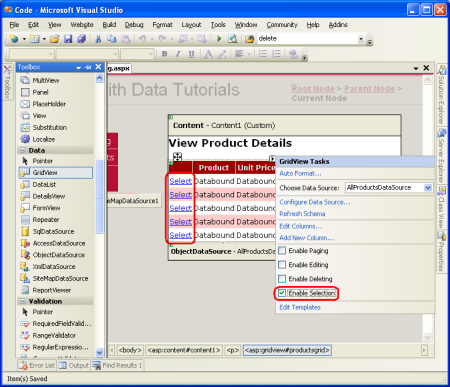 Code - Microsoft Visual Studio
File Edit View Website Build Debug Format Layout Tools Window Community Help Addins
delete
Toolbox
Toolbox
MultiView
Panel
PlaceHolder
View
Substitution
Localize
Data
Pointer
GridView
DataList
DetailsView
FormView
Repeater
SqlDataSource
AccessDataSource
ObjectDataSource
XmlDataSource
SiteMapDataSource
ReportViewer
Validation
Pointer
RequiredFieldValid...
RangeValidator
RegularExpression...
g.aspx
th Data Tutorials
Root Node > Parent Node >
Current Node
Content - Content1 (Custom)
View Product Details
Product Unit Price
Select Databound Databound
Select Databound Databound
Select Databound Databound
Select Databound Databound
Select Databound Databound
ObjectDataSource - AllProductsDataSource
eMapDataSource1
GridView Tasks
Auto Format...
Choose Data Source: AllProductsDataSource
Configure Data Source...
Refresh Schema
Edit Columns...
Add New Column...
Enable Paging
Enable Editing
Enable Deleting
Enable Selection
Edit Templates
Solution Explorer
Server Explorer
Class View
Properties
<body> <asp:content#content1> <p> <asp:gridview#productsgrid>
Error List Output Find Results 1
Item(s) Saved